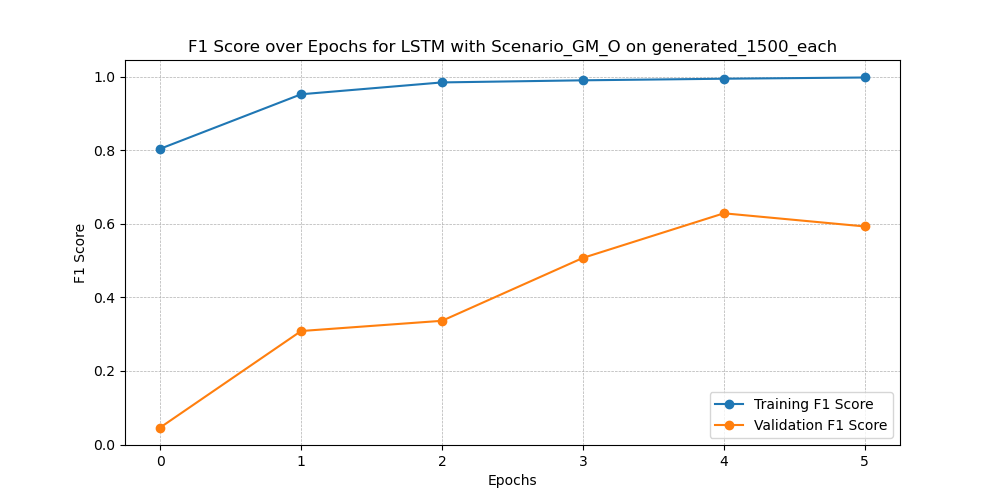 F1 Score over Epochs for LSTM with Scenario_GM_O on generated_1500_each
F1 Score
1.0
0.8
0.6
0.4
0.2
0.0
0 1 2 3 4 5
Epochs
Training F1 Score
Validation F1 Score